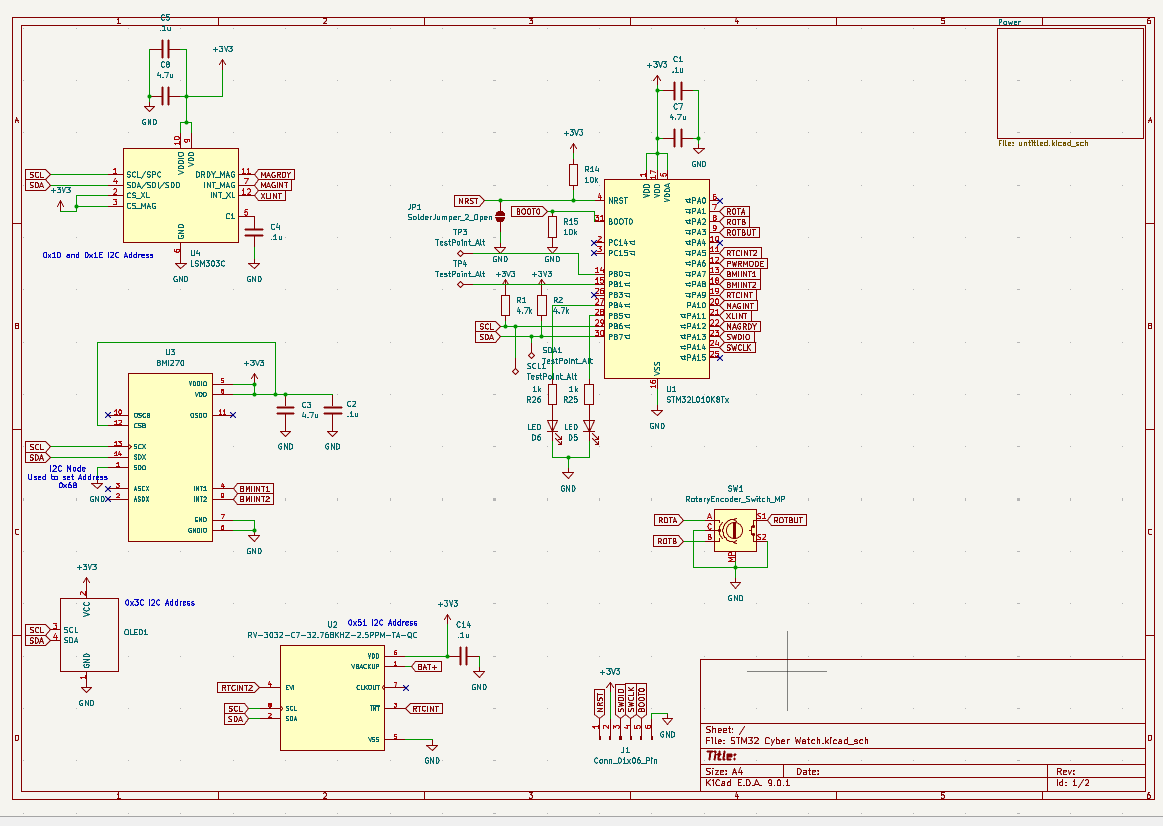 1 2 3 4 5 6
A
B
C
D
Power
File: untitled.kicad_sch
C5
.1u
C8
4.7u
+3V3
GND
10
9
VDDIO
VDD
SCL
1
SCL/SPC
SDA
4
SDA/SDI/SDO
+3V3
2
CS_XL
3
CS_MAG
DRDY_MAG
11
MAGRDY
INT_MAG
7
MAGINT
INT_XL
12
XLINT
C1
5
C4
.1u
GND
GND
6
U4
LSM303C
GND
0x1D and 0x1E I2C Address
+3V3
C1
.1u
C7
4.7u
GND
+3V3
R14
10k
NRST
JP1
SolderJumper_2_Open
BOOT0
R15
10k
TP3
TestPoint_Alt
GND
GND
TP4
TestPoint_Alt
+3V3
+3V3
R1
4.7k
R2
4.7k
SCL
SDA
SDA1
TestPoint_Alt
SCL1
TestPoint_Alt
1k
R26
1k
R25
LED
D6
LED
D5
GND
1
17
5
VDD
VDD
VDDA
4
NRST
31
BOOT0
2
PC14
3
PC15
14
PB0
15
PB1
26
PB3
27
PB4
28
PB5
29
PB6
30
PB7
PA0
6
PA1
7
ROTA
PA2
8
ROTB
PA3
9
ROTBUT
PA4
10
PA5
11
RTCINT2
PA6
12
PWRMODE
PA7
13
BMIINT1
PA8
18
BMIINT2
PA9
19
RTCINT
PA10
20
MAGINT
PA11
21
XLINT
PA12
22
MAGRDY
PA13
23
SWDIO
PA14
24
SWCLK
PA15
25
VSS
16
U1
STM32L010K8Tx
GND
U3
BMI270
VDDIO
5
VDD
8
+3V3
C3
4.7u
C2
.1u
GND
GND
10
OSCB
12
CSB
OSDO
11
SCL
13
SCX
SDA
14
SDX
1
SDO
I2C Mode
Used to set Address
0x68
GND
3
ASCX
2
ASDX
INT1
4
BMIINT1
INT2
9
BMIINT2
GND
7
GNDIO
6
GND
SW1
RotaryEncoder_Switch_MP
ROTA
A
C
ROTB
B
S1
ROTBUT
S2
MP
GND
+3V3
2
VCC
0x3C I2C Address
SCL
3
SCL
SDA
4
SDA
OLED1
GND
1
GND
U2
0x51 I2C Address
RV-3032-C7-32.768KHZ-2.5PPM-TA-QC
+3V3
C14
.1u
GND
VDD
6
VBACKUP
1
BAT+
CLKOUT
7
RTCINT2
4
EVI
SCL
8
SCL
SDA
2
SDA
INT
3
RTCINT
VSS
5
GND
+3V3
NRST
SWDIO
SWCLK
BOOT0
1
2
3
4
5
6
GND
J1
Conn_01x06_Pin
Sheet: /
File: STM32 Cyber Watch.kicad_sch
Title:
Size: A4
Date:
Rev:
KiCad E.D.A. 9.0.1
Id: 1/2
1 2 3 4 5 6